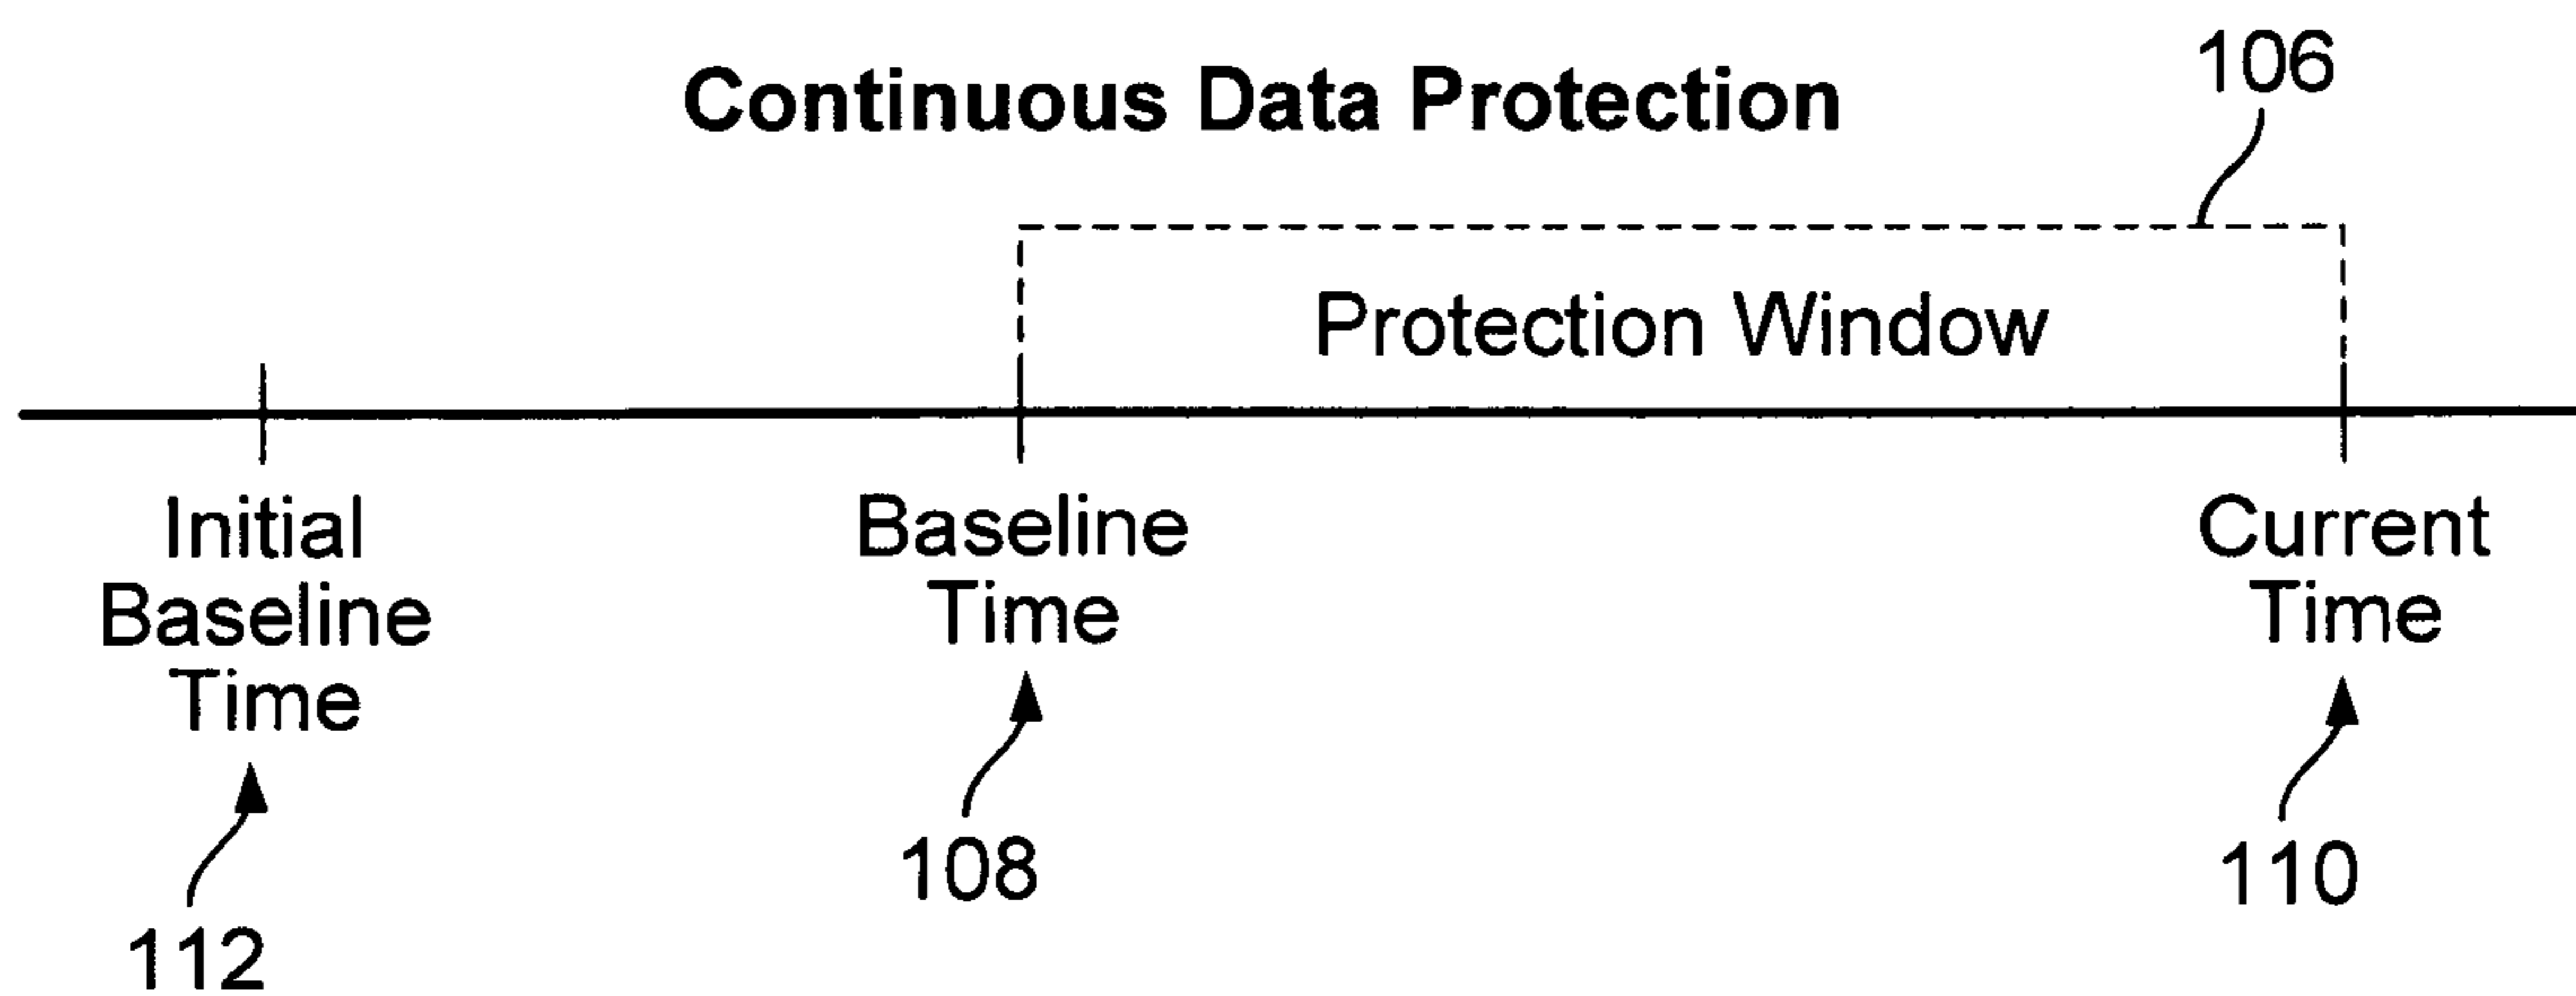 Continuous Data Protection
106
Protection Window
Initial
Baseline
Time
Baseline
Time
Current
Time
112
108
110